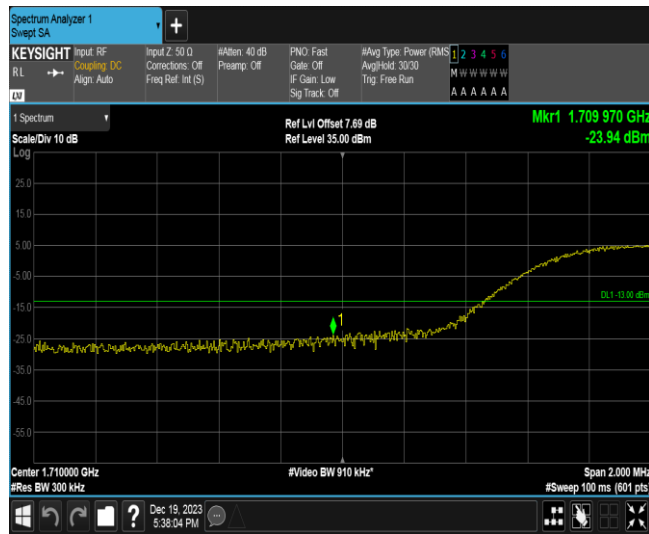 Spectrum Analyzer 1
Swept SA
+
KEYSIGHT
RL
LXI
Input: RF
Coupling: DC
Align: Auto
Input Z: 50 Ω
Corrections: Off
Freq Ref: Int (S)
#Atten: 40 dB
Preamp: Off
PNO: Fast
Gate: Off
IF Gain: Low
Sig Track: Off
#Avg Type: Power (RMS
Avg|Hold: 30/30
Trig: Free Run
1 2 3 4 5 6
M W W W W W
A A A A A A
1 Spectrum
Scale/Div 10 dB
Log
Ref Lvl Offset 7.69 dB
Ref Level 35.00 dBm
Mkr1 1.709 970 GHz
-23.94 dBm
25.0
15.0
5.00
-5.00
-15.0
-25.0
-35.0
-45.0
-55.0
DL1 -13.00 dBm
1
Center 1.710000 GHz
#Res BW 300 kHz
#Video BW 910 kHz*
Span 2.000 MHz
#Sweep 100 ms (601 pts)
?
Dec 19, 2023
5:38:04 PM